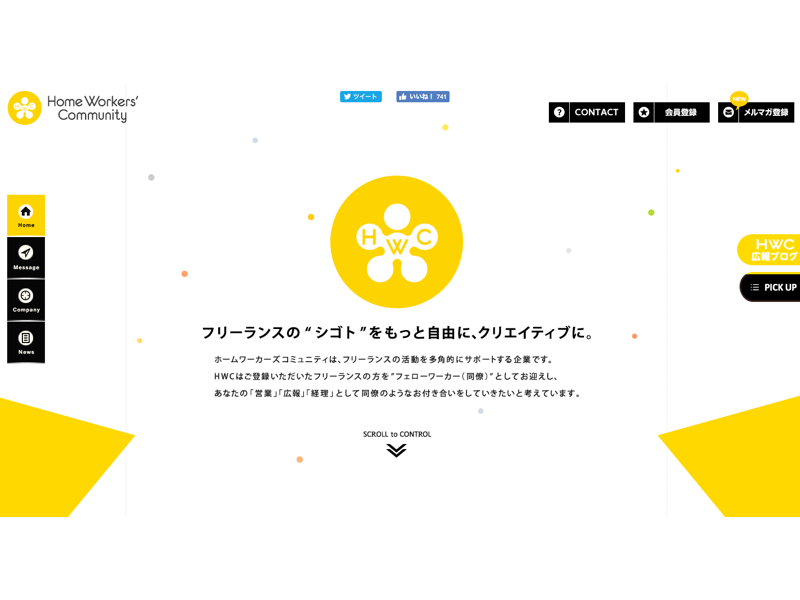 Home Workers'
Community
ツイート
いいね！ 741
CONTACT
会員登録
NEW
メルマガ登録
Home
Message
Company
News
HWC
HWC
広報ブログ
PICK UP
フリーランスの“シゴト”をもっと自由に、クリエイティブに。
ホームワーカーズコミュニティは、フリーランスの活動を多角的にサポートする企業です。
HWCはご登録いただいたフリーランスの方を“フェローワーカー（同僚）”としてお迎えし、
あなたの「営業」「広報」「経理」として同僚のようなお付き合いをしていきたいと考えています。
SCROLL to CONTROL